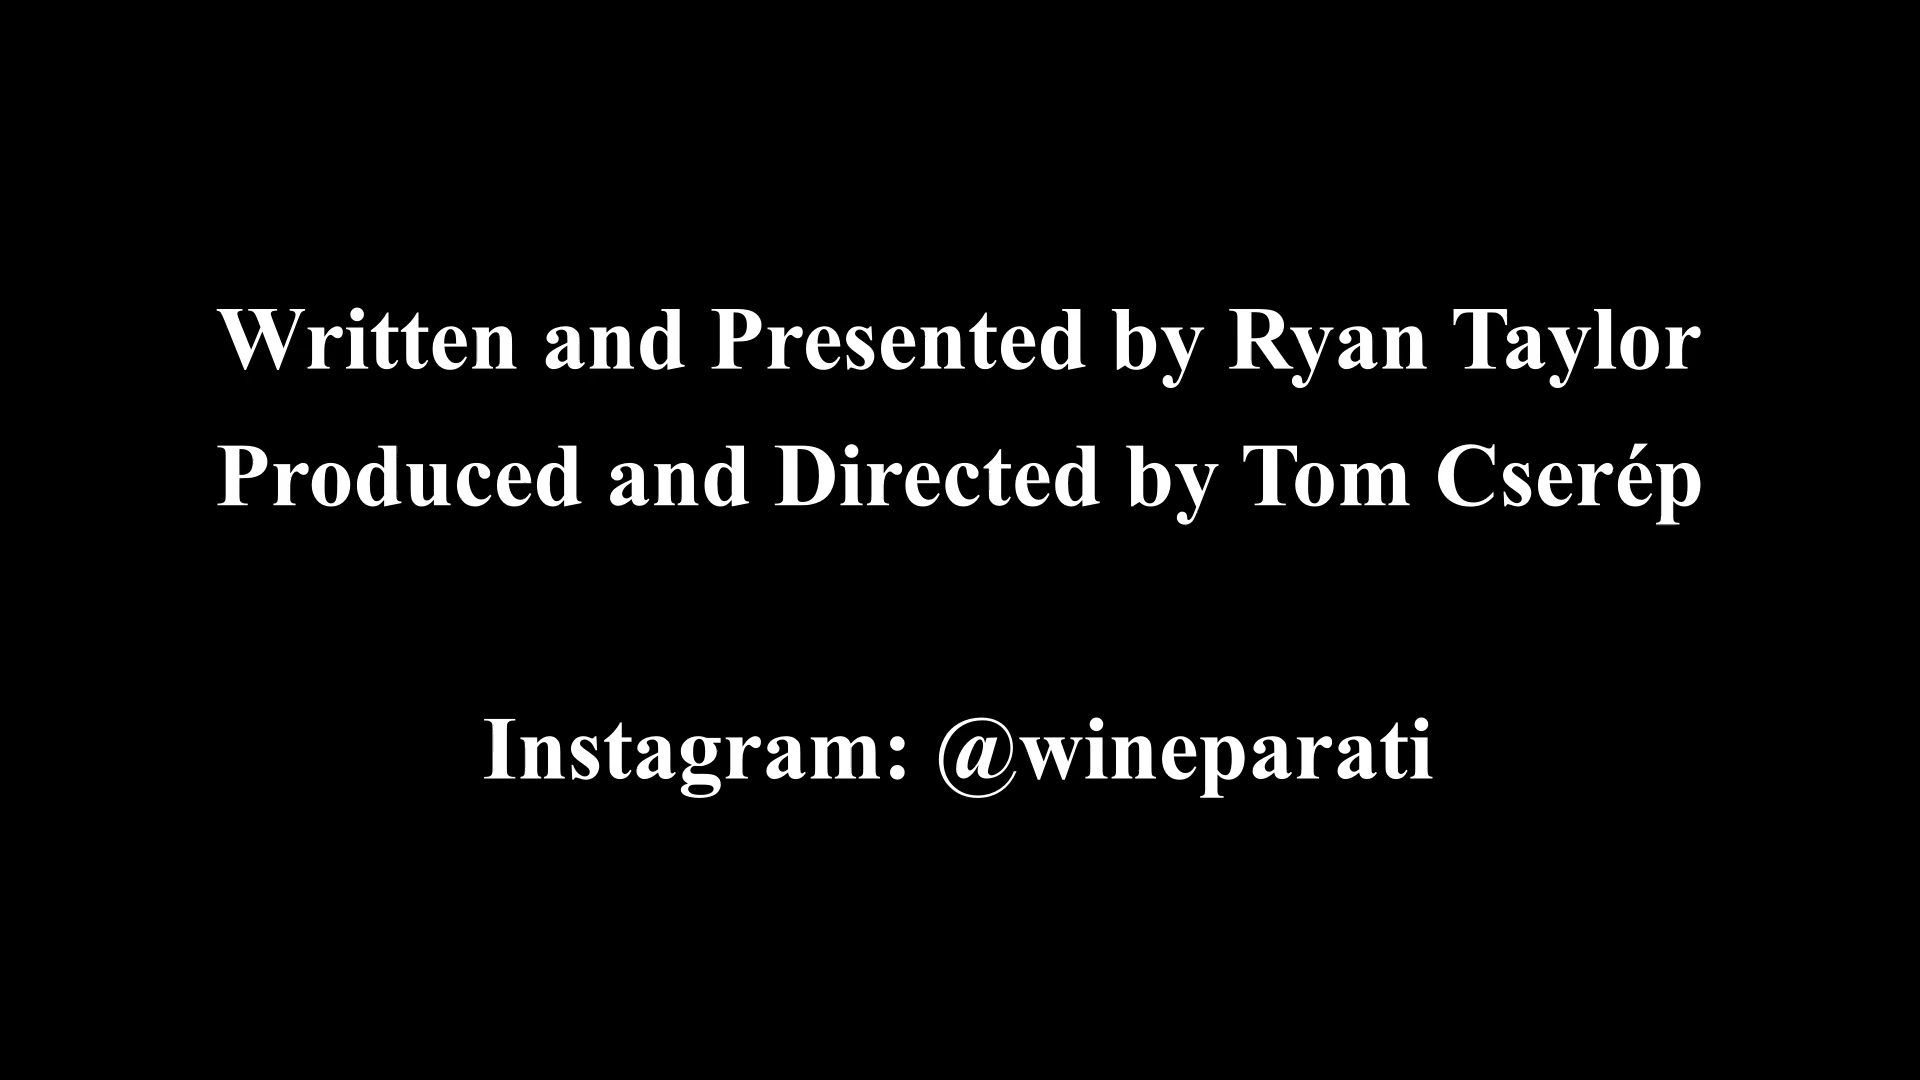 Written and Presented by Ryan Taylor
Produced and Directed by Tom Cserép
Instagram: @wineparati